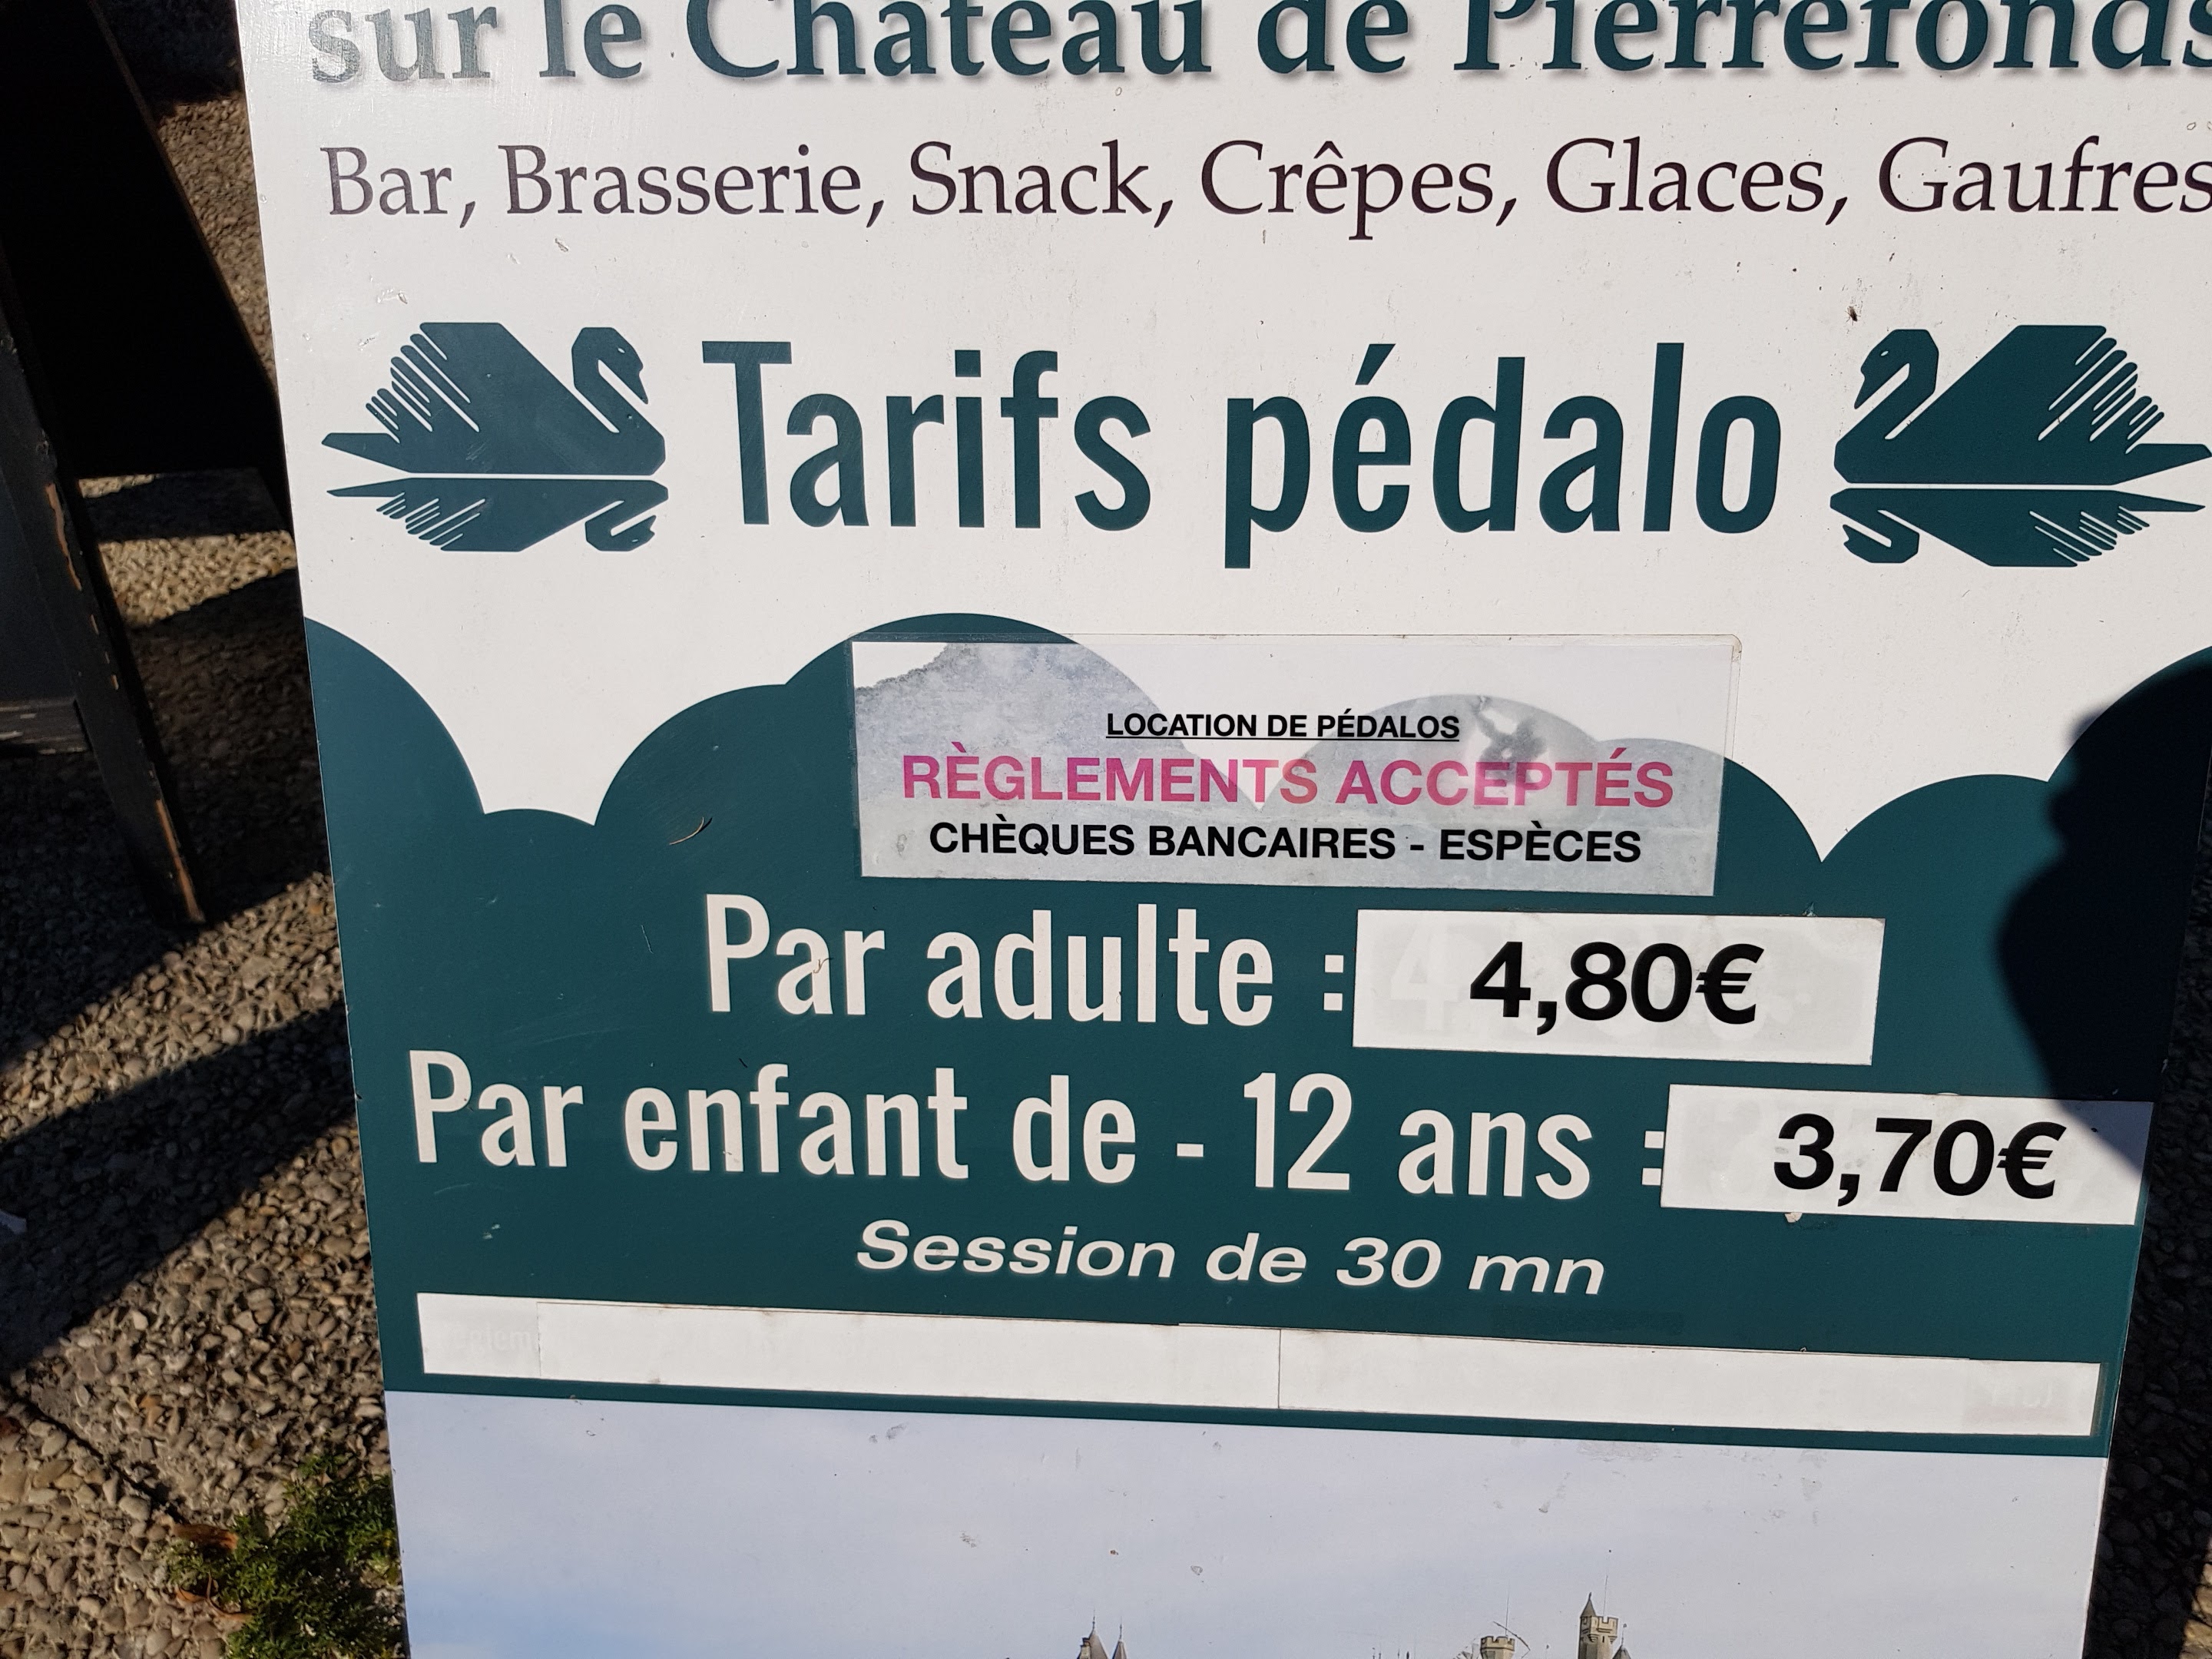 sur le Château de Pierrefonds
Bar, Brasserie, Snack, Crêpes, Glaces, Gaufres
Tarifs pédalo
LOCATION DE PÉDALOS
RÈGLEMENTS ACCEPTÉS
CHÈQUES BANCAIRES - ESPÈCES
Par adulte : 4,80€
Par enfant de - 12 ans : 3,70€
Session de 30 mn